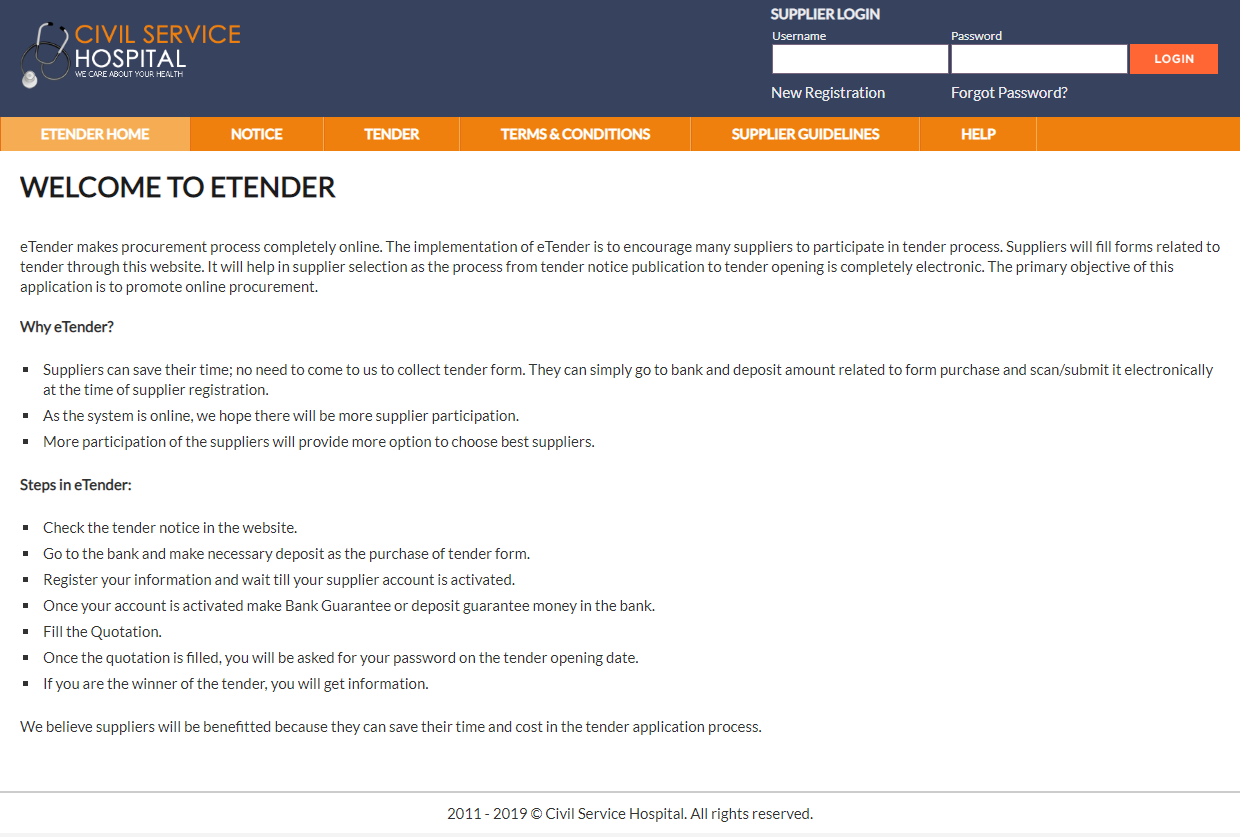 CIVIL SERVICE
HOSPITAL
WE CARE ABOUT YOUR HEALTH
SUPPLIER LOGIN
Username
Password
LOGIN
New Registration
Forgot Password?
ETENDER HOME
NOTICE
TENDER
TERMS & CONDITIONS
SUPPLIER GUIDELINES
HELP
WELCOME TO ETENDER
eTender makes procurement process completely online. The implementation of eTender is to encourage many suppliers to participate in tender process. Suppliers will fill forms related to
tender through this website. It will help in supplier selection as the process from tender notice publication to tender opening is completely electronic. The primary objective of this
application is to promote online procurement.
Why eTender?
▪ Suppliers can save their time; no need to come to us to collect tender form. They can simply go to bank and deposit amount related to form purchase and scan/submit it electronically
at the time of supplier registration.
▪ As the system is online, we hope there will be more supplier participation.
▪ More participation of the suppliers will provide more option to choose best suppliers.
Steps in eTender:
▪ Check the tender notice in the website.
▪ Go to the bank and make necessary deposit as the purchase of tender form.
▪ Register your information and wait till your supplier account is activated.
▪ Once your account is activated make Bank Guarantee or deposit guarantee money in the bank.
▪ Fill the Quotation.
▪ Once the quotation is filled, you will be asked for your password on the tender opening date.
▪ If you are the winner of the tender, you will get information.
We believe suppliers will be benefitted because they can save their time and cost in the tender application process.
2011 - 2019 © Civil Service Hospital. All rights reserved.